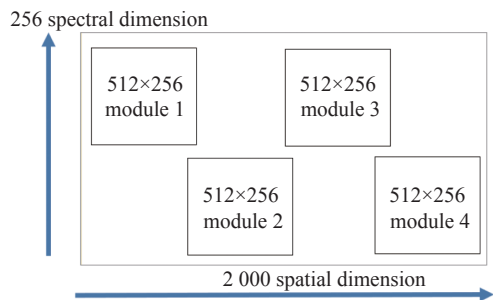 256 spectral dimension
512×256
module 1
512×256
module 3
512×256
module 2
512×256
module 4
2 000 spatial dimension